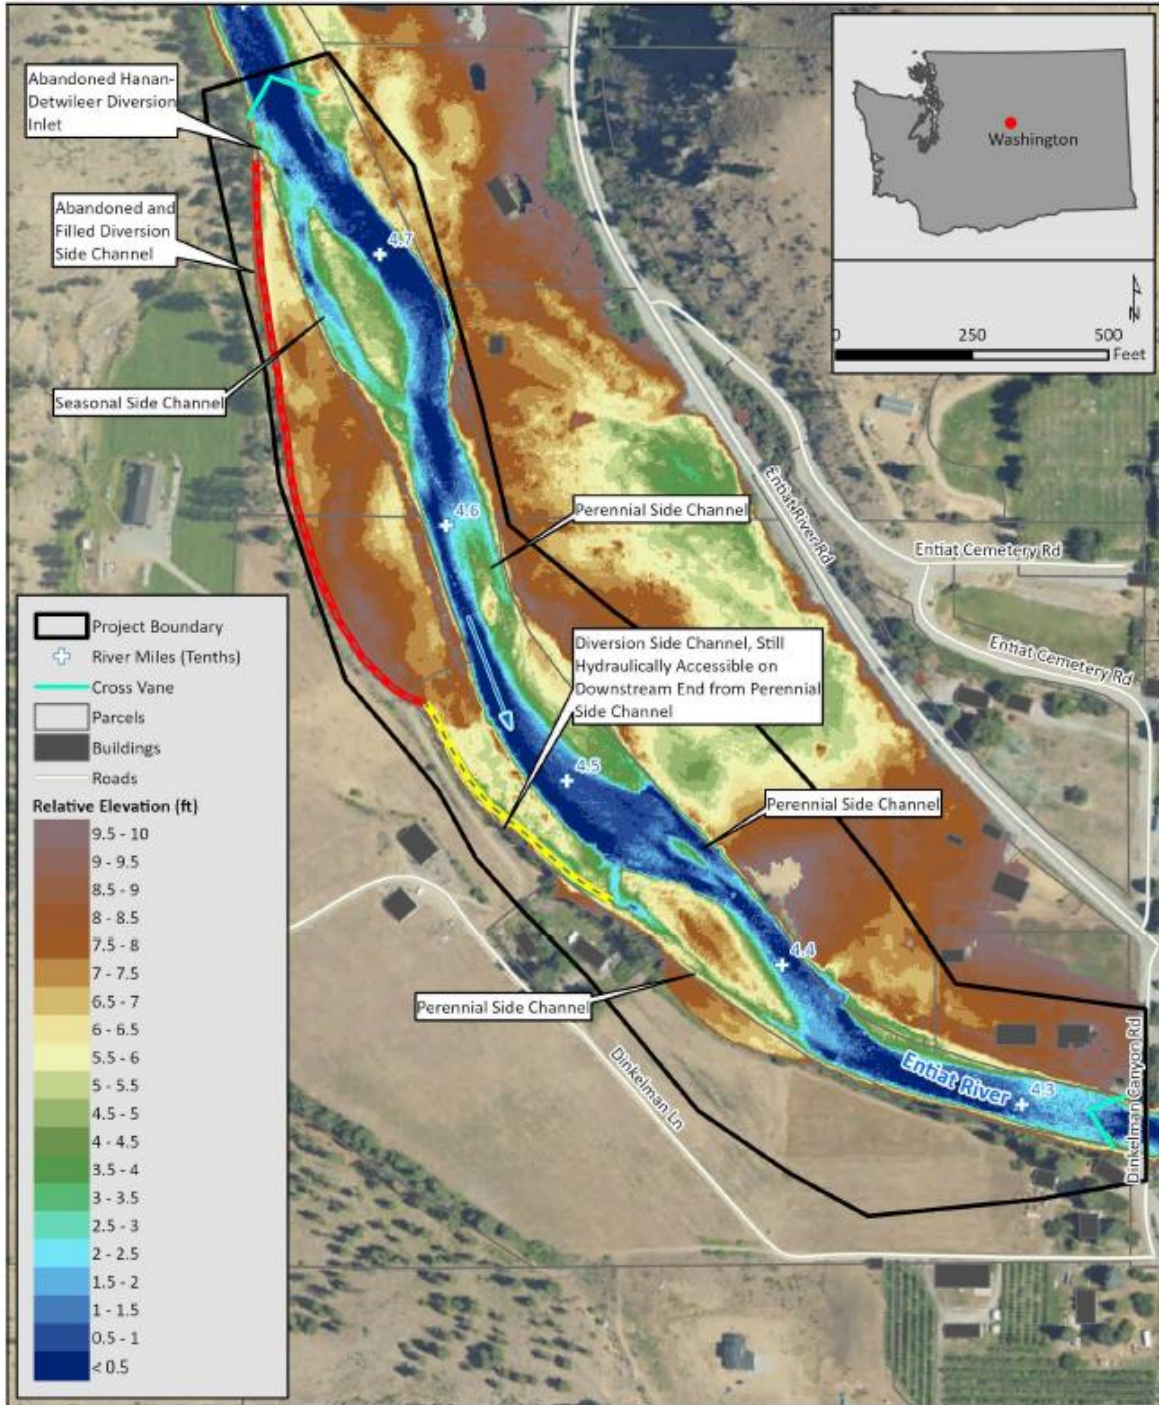 Abandoned Hanan-
Detwileer Diversion
Inlet
Abandoned and
Filled Diversion
Side Channel
Seasonal Side Channel
4.7
4.6
Perennial Side Channel
Diversion Side Channel, Still
Hydraulically Accessible on
Downstream End from Perennial
Side Channel
4.5
Perennial Side Channel
4.4
Perennial Side Channel
Entiat River
4.3
Entiat River Rd
Entiat Cemetery Rd
Entiat Cemetery Rd
Dinkelman Ln
Dinkelman Canyon Rd
Washington
N
0 250 500
Feet
Project Boundary
River Miles (Tenths)
Cross Vane
Parcels
Buildings
Roads
Relative Elevation (ft)
9.5 - 10
9 - 9.5
8.5 - 9
8 - 8.5
7.5 - 8
7 - 7.5
6.5 - 7
6 - 6.5
5.5 - 6
5 - 5.5
4.5 - 5
4 - 4.5
3.5 - 4
3 - 3.5
2.5 - 3
2 - 2.5
1.5 - 2
1 - 1.5
0.5 - 1
< 0.5